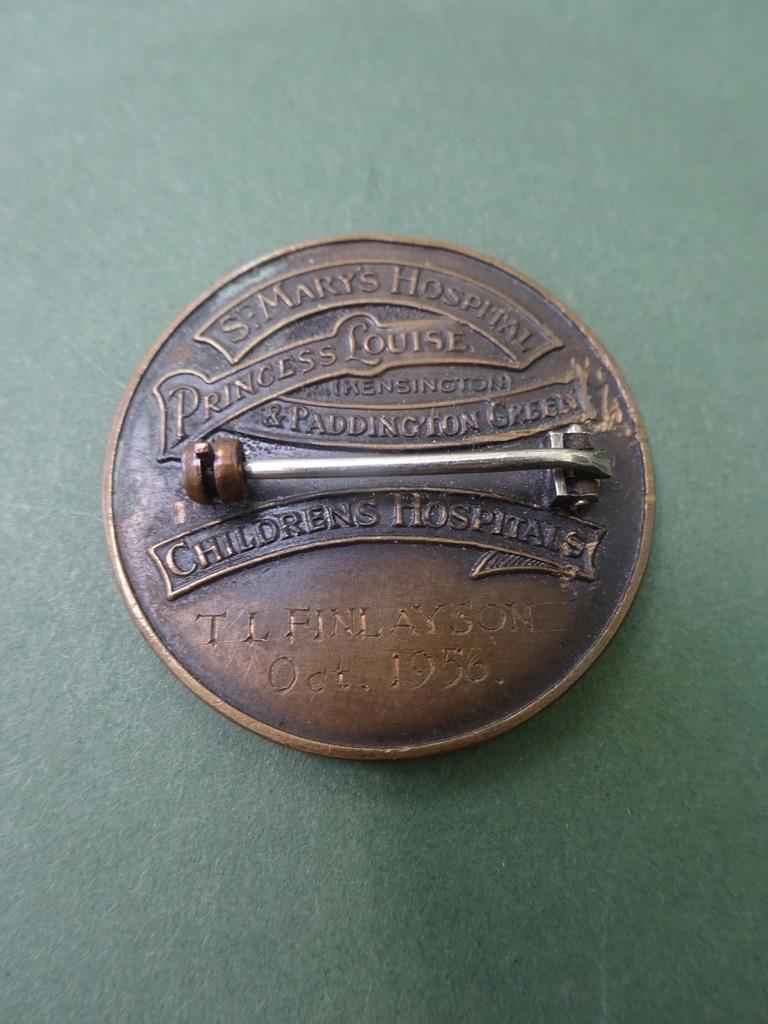 ST. MARY'S HOSPITAL
PRINCESS LOUISE
(KENSINGTON)
& PADDINGTON GREEN
CHILDRENS HOSPITALS
T L FINLAYSON
Oct. 1956.